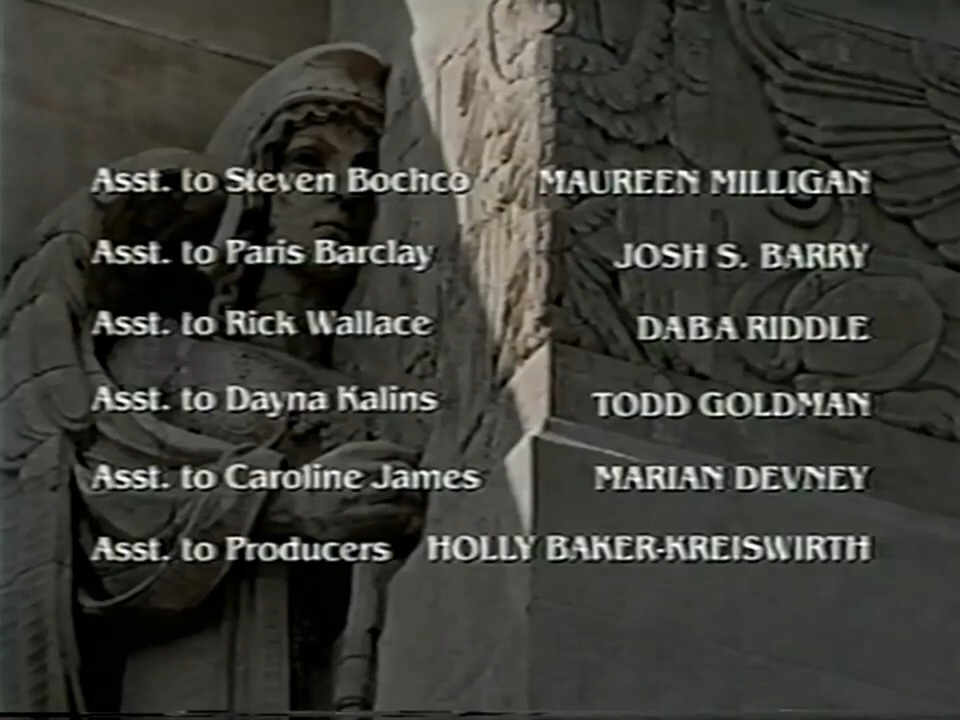 Asst. to Steven Bochco MAUREEN MILLIGAN
Asst. to Paris Barclay JOSH S. BARRY
Asst. to Rick Wallace DABA RIDDLE
Asst. to Dayna Kalins TODD GOLDMAN
Asst. to Caroline James MARIAN DEVNEY
Asst. to Producers HOLLY BAKER-KREISWIRTH